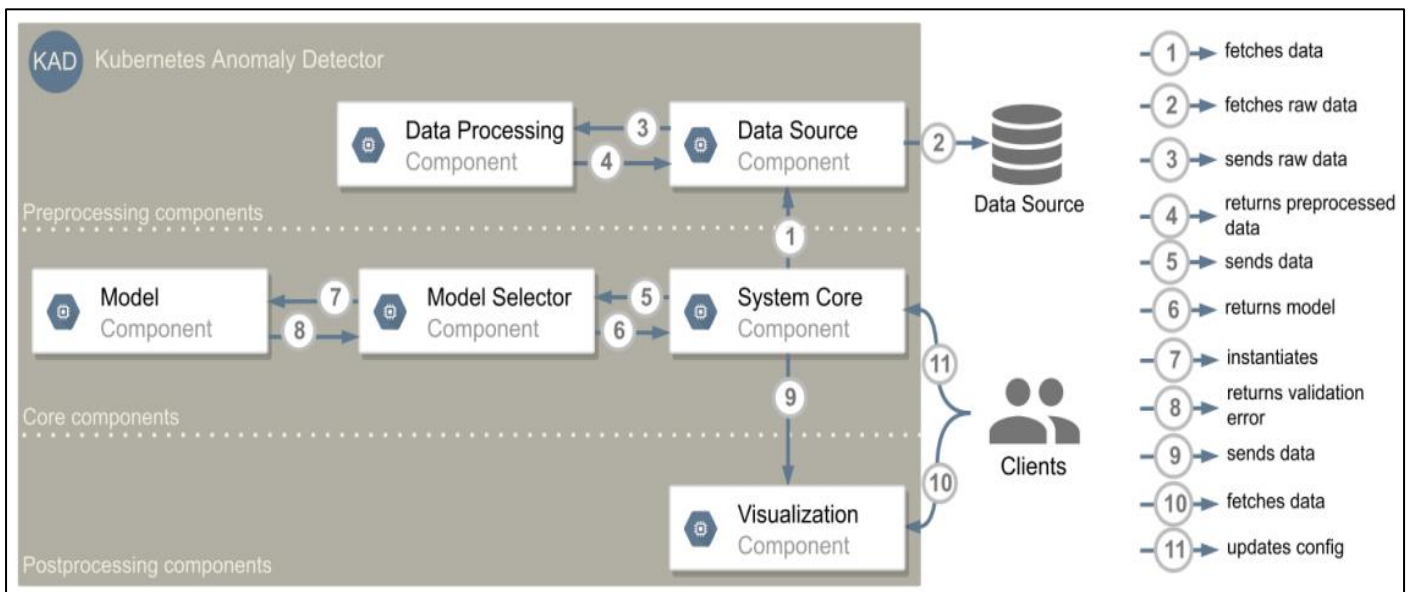 KAD Kubernetes Anomaly Detector
Data Processing
Component
3
4
Data Source
Component
2
Data Source
Preprocessing components
1
Model
Component
7
8
Model Selector
Component
5
6
System Core
Component
11
9
Core components
Clients
10
Visualization
Component
Postprocessing components
1 fetches data
2 fetches raw data
3 sends raw data
4 returns preprocessed
data
5 sends data
6 returns model
7 instantiates
8 returns validation
error
9 sends data
10 fetches data
11 updates config